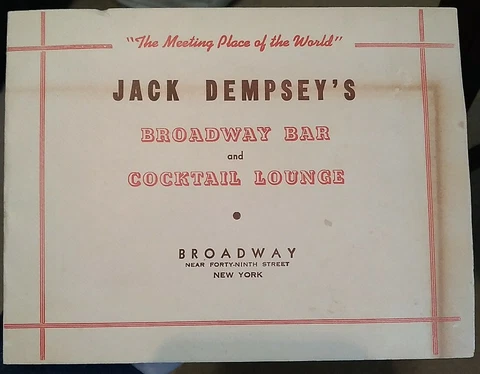 "The Meeting Place of the World"
JACK DEMPSEY'S
BROADWAY BAR
and
COCKTAIL LOUNGE
BROADWAY
NEAR FORTY-NINTH STREET
NEW YORK